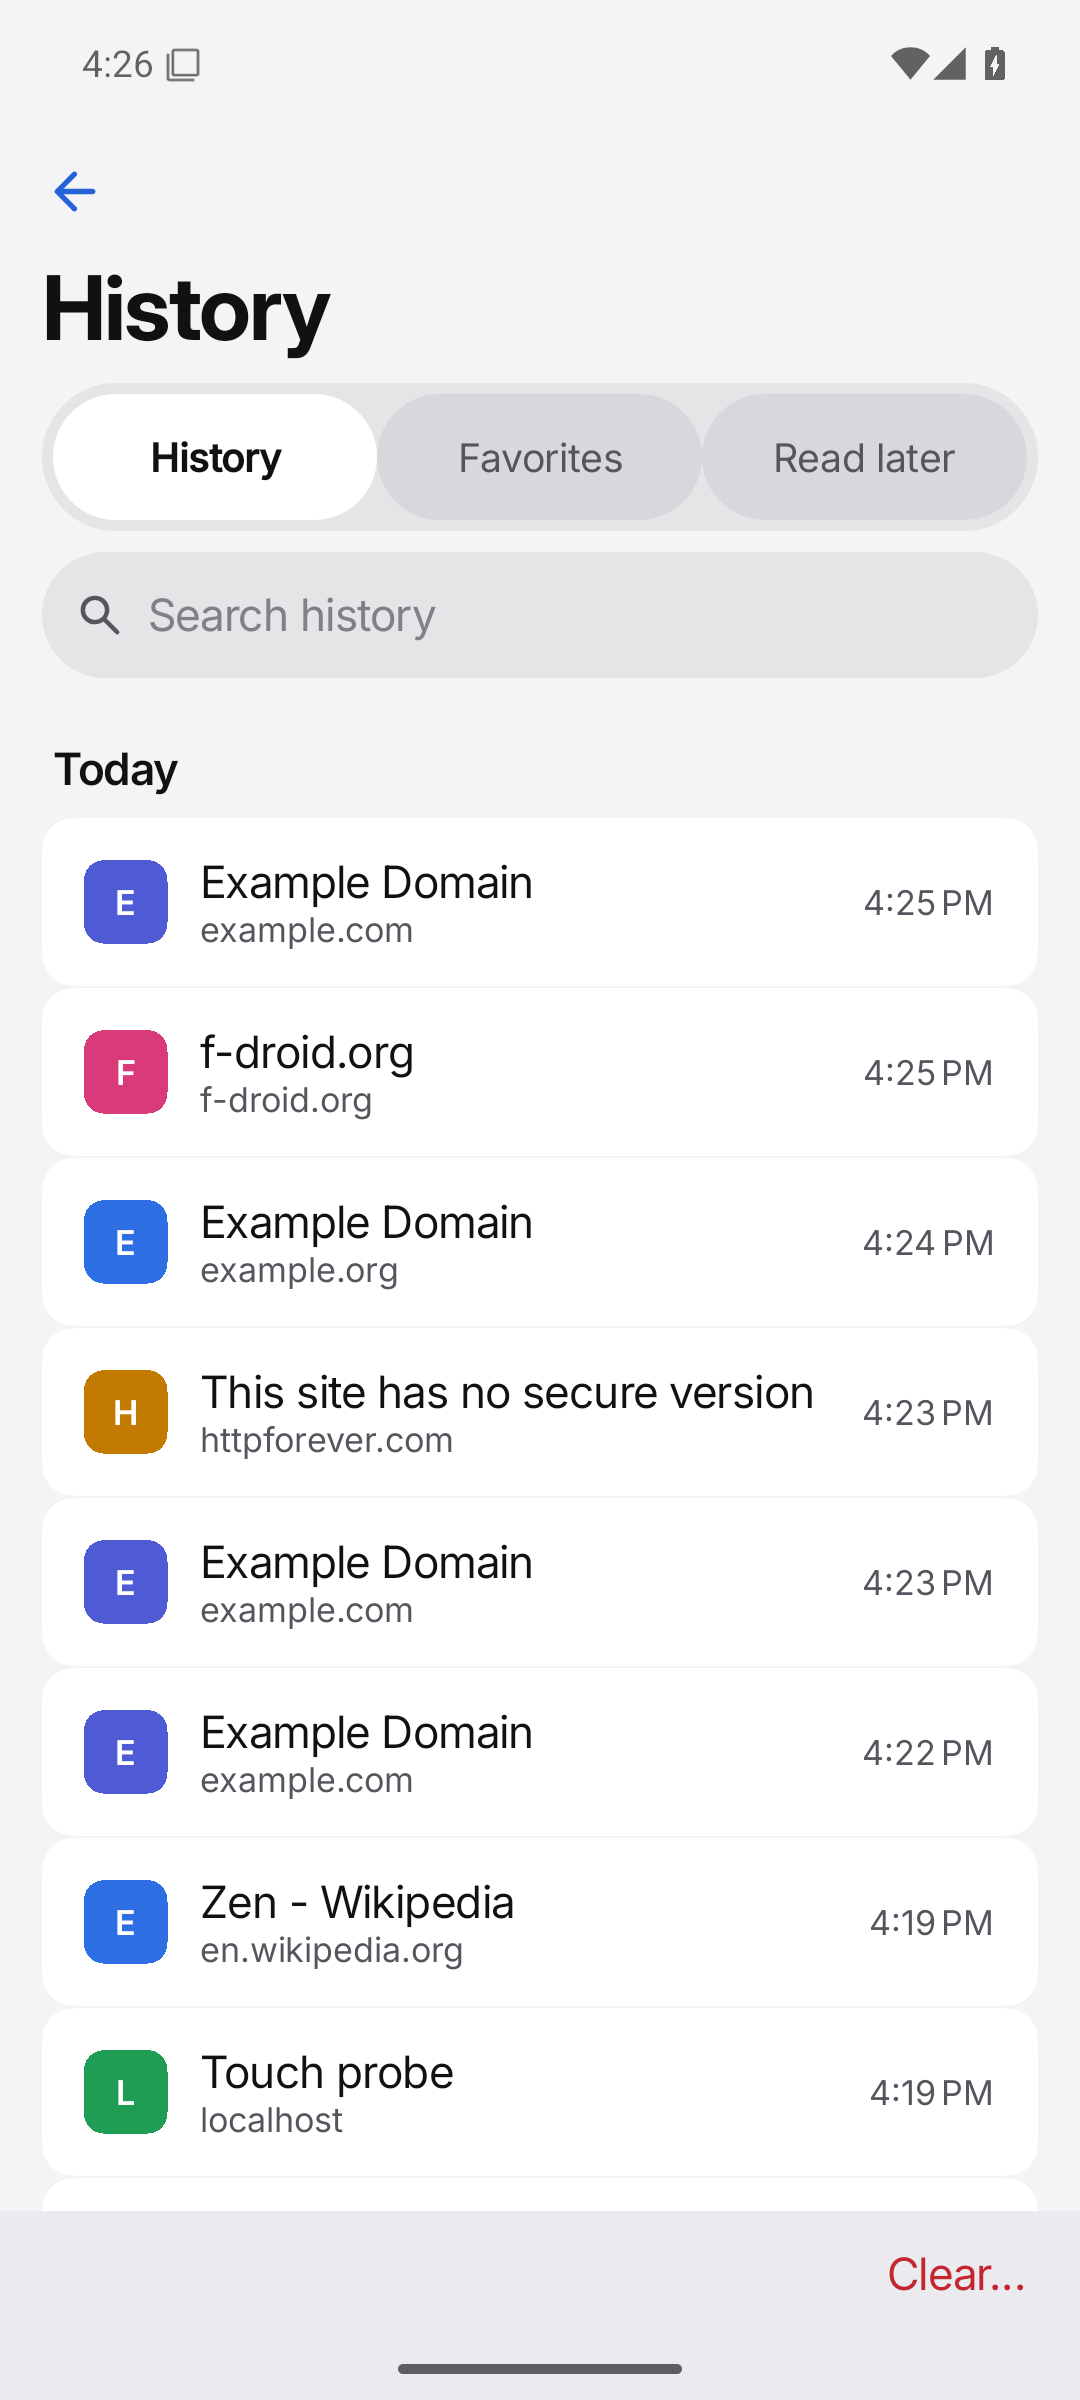 4:26
History
History
Favorites
Read later
Search history
Today
E
Example Domain
example.com
4:25 PM
F
f-droid.org
f-droid.org
4:25 PM
E
Example Domain
example.org
4:24 PM
H
This site has no secure version
httpforever.com
4:23 PM
E
Example Domain
example.com
4:23 PM
E
Example Domain
example.com
4:22 PM
E
Zen - Wikipedia
en.wikipedia.org
4:19 PM
L
Touch probe
localhost
4:19 PM
Clear...